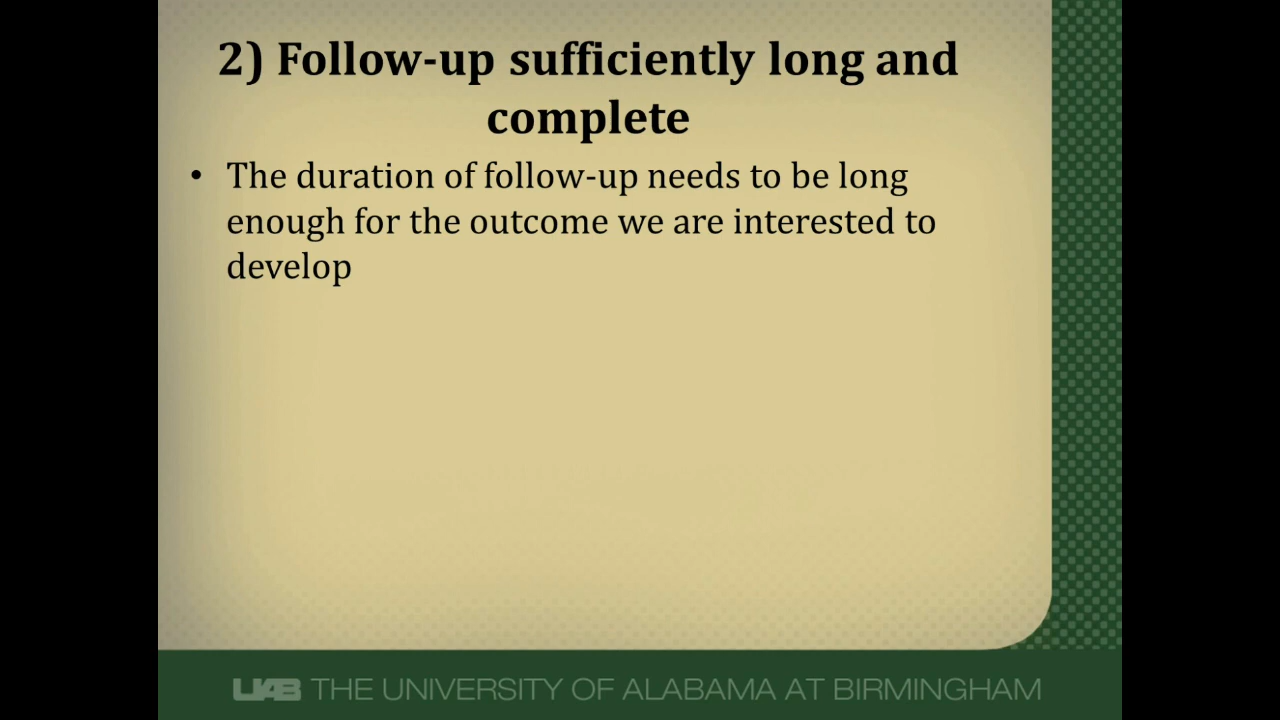 2) Follow-up sufficiently long and
complete
• The duration of follow-up needs to be long
enough for the outcome we are interested to
develop
UAB THE UNIVERSITY OF ALABAMA AT BIRMINGHAM